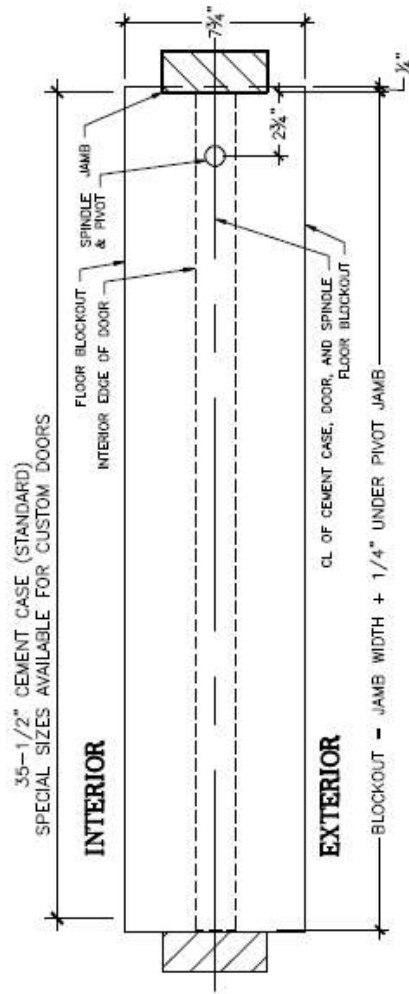 35-1/2" CEMENT CASE (STANDARD)
SPECIAL SIZES AVAILABLE FOR CUSTOM DOORS
INTERIOR
FLOOR BLOCKOUT
INTERIOR EDGE OF DOOR
SPINDLE
& PIVOT
JAMB
7¾"
2¾"
CL OF CEMENT CASE, DOOR, AND SPINDLE
FLOOR BLOCKOUT
EXTERIOR
BLOCKOUT = JAMB WIDTH + 1/4" UNDER PIVOT JAMB
¼"